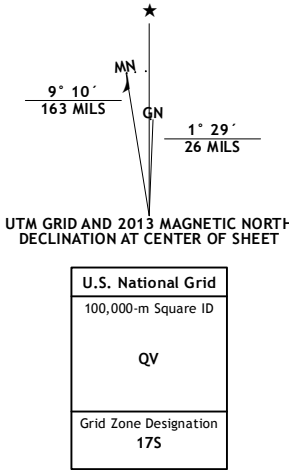 ★
MN
9° 10´
163 MILS
GN
1° 29´
26 MILS
UTM GRID AND 2013 MAGNETIC NORTH
DECLINATION AT CENTER OF SHEET
U.S. National Grid
100,000-m Square ID
QV
Grid Zone Designation
17S